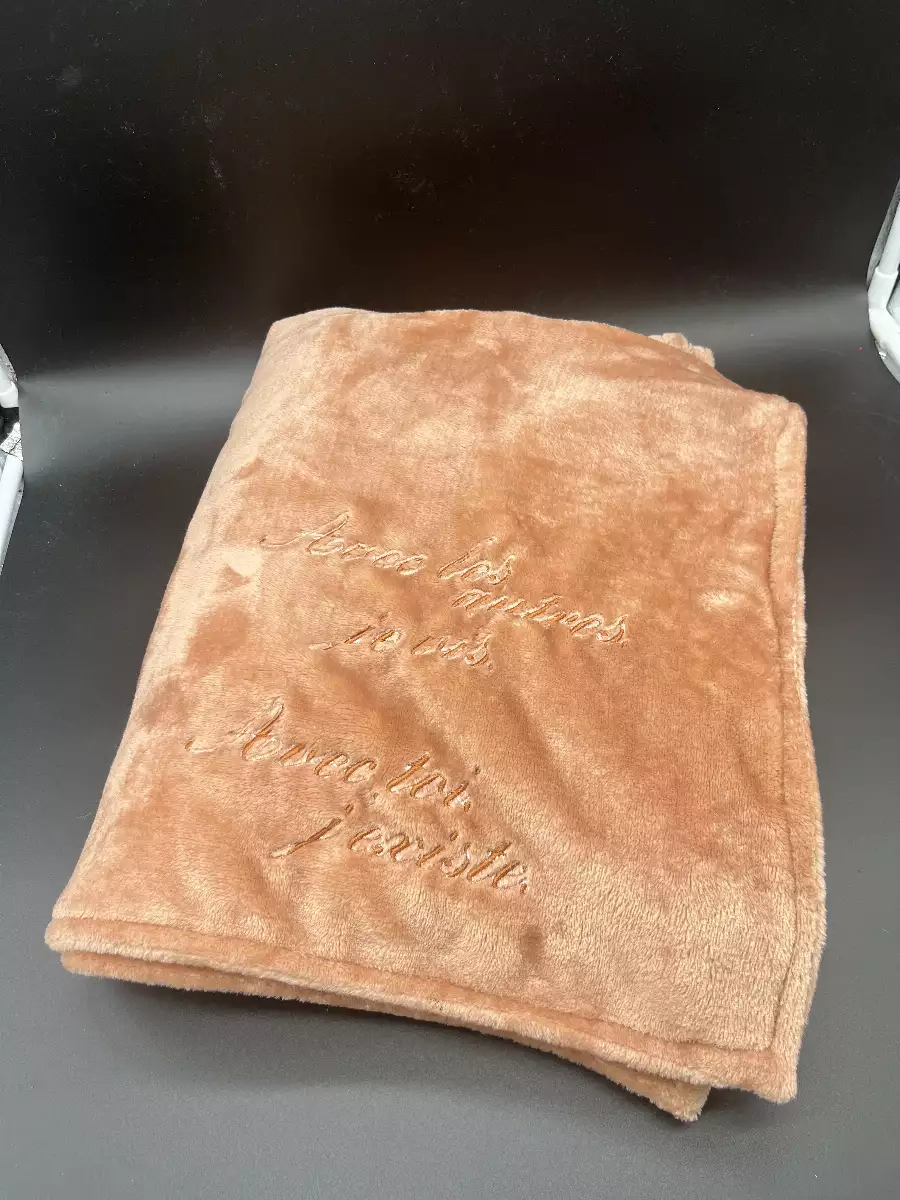 Avec les
autres
je vis.
Avec toi
j'existe.